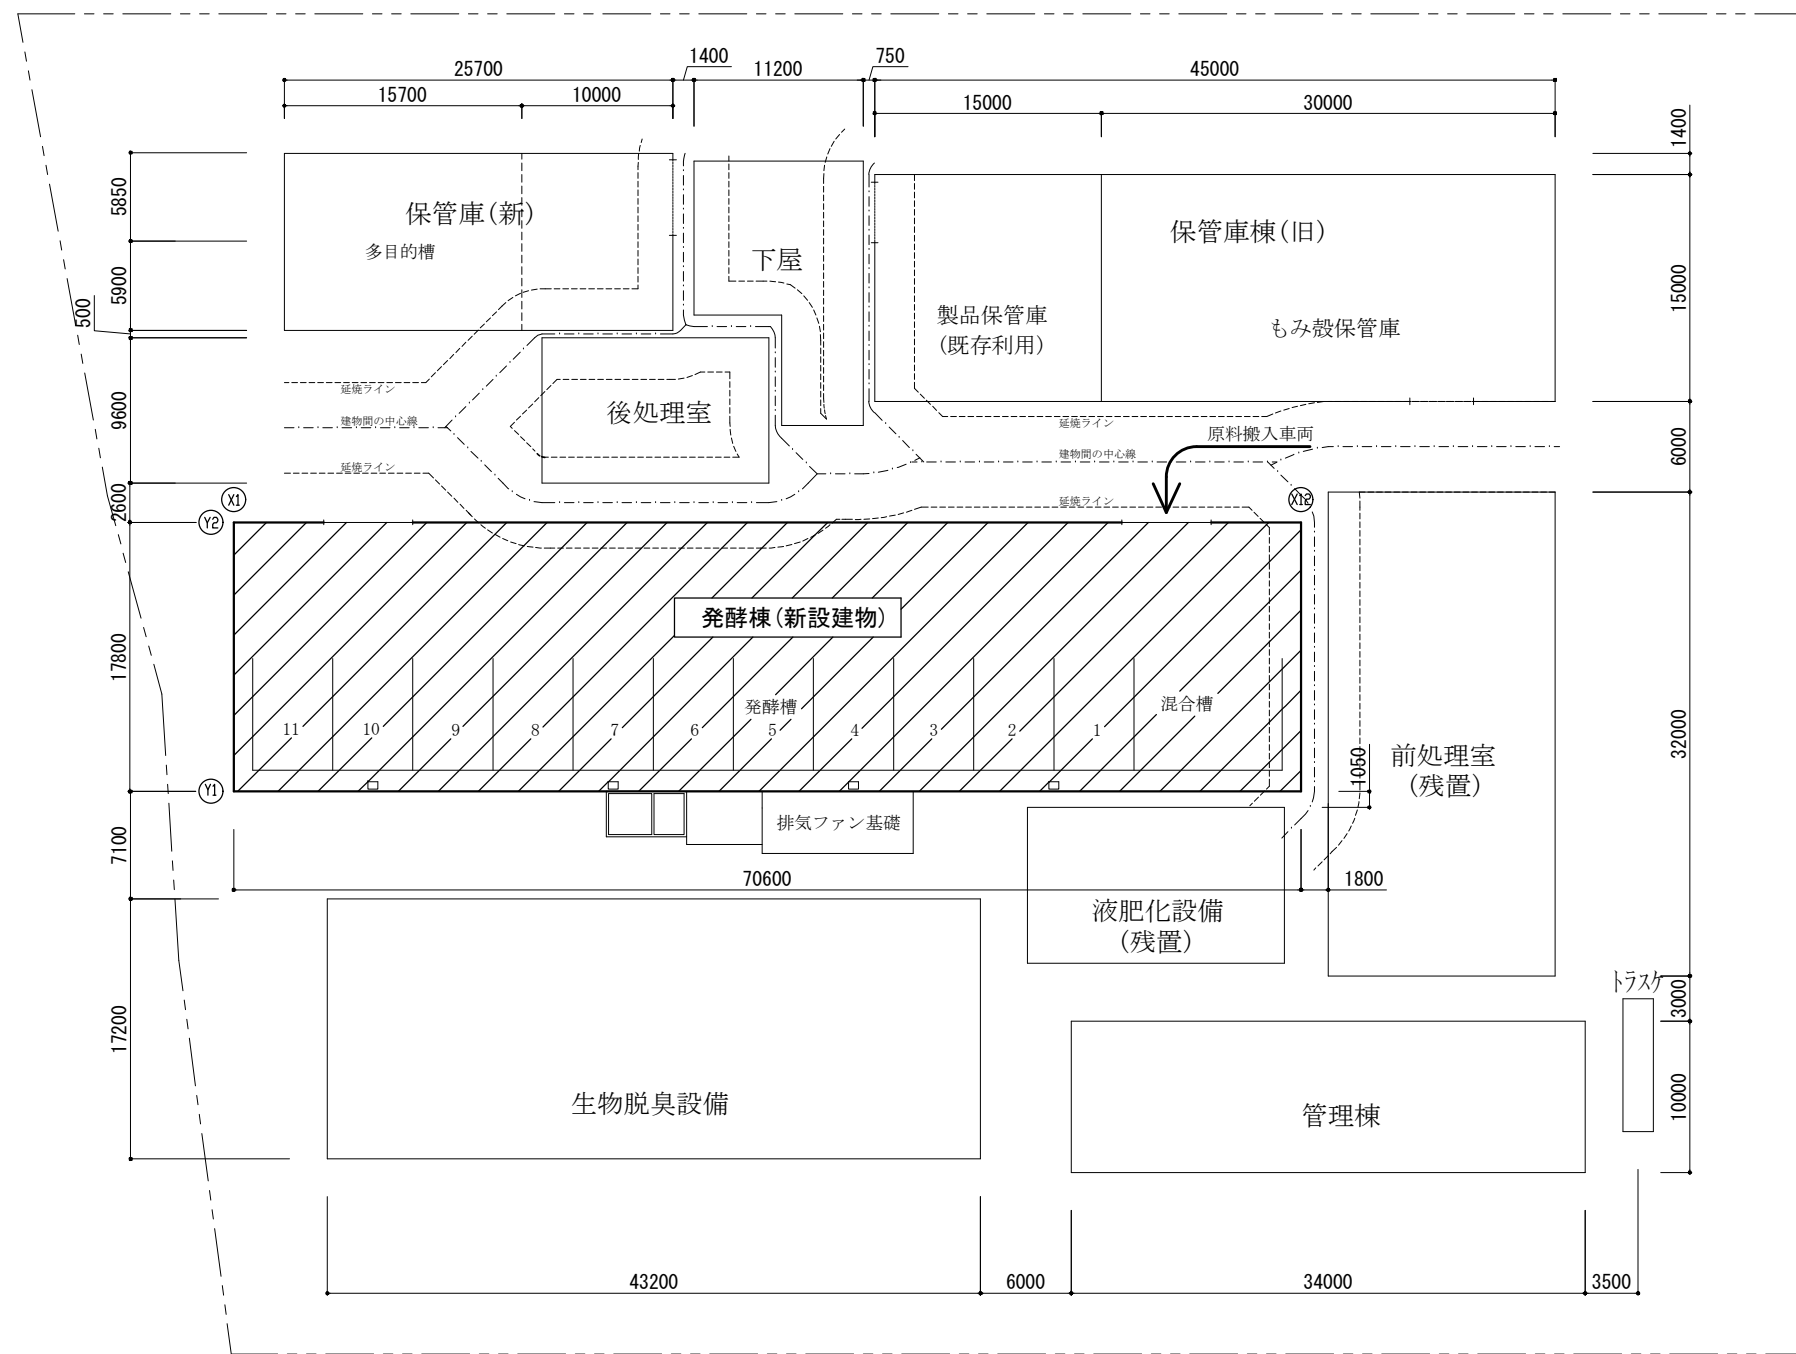 25700
1400
11200
750
45000
15700
10000
15000
30000
1400
5850
5900
500
9600
2600
17800
7100
17200
15000
6000
32000
3000
10000
保管庫(新)
多目的槽
下屋
保管庫棟(旧)
製品保管庫
(既存利用)
もみ殻保管庫
延焼ライン
建物間の中心線
延焼ライン
後処理室
延焼ライン
原料搬入車両
建物間の中心線
延焼ライン
X1
X12
Y2
発酵棟(新設建物)
発酵槽
混合槽
11
10
9
8
7
6
5
4
3
2
1
Y1
1050
前処理室
(残置)
排気ファン基礎
70600
1800
液肥化設備
(残置)
トラスケ
生物脱臭設備
管理棟
43200
6000
34000
3500